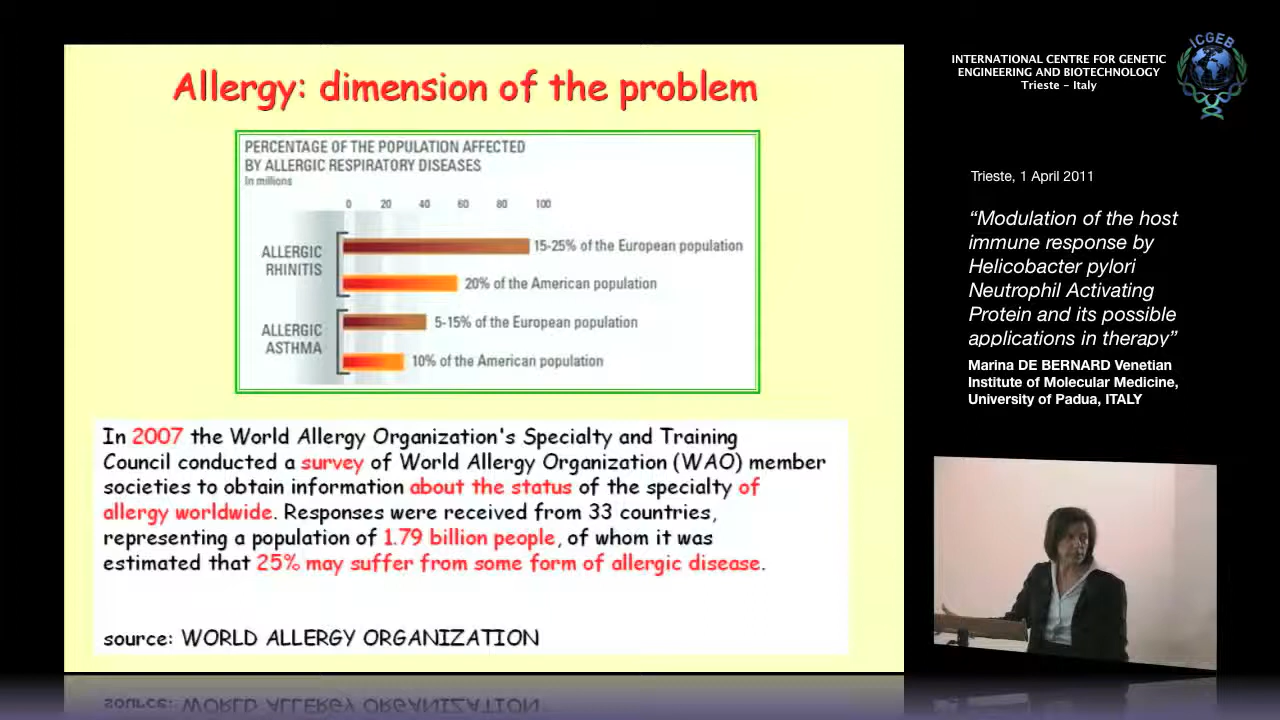 Allergy: dimension of the problem
PERCENTAGE OF THE POPULATION AFFECTED
BY ALLERGIC RESPIRATORY DISEASES
In millions
0 20 40 60 80 100
ALLERGIC
RHINITIS
15-25% of the European population
20% of the American population
ALLERGIC
ASTHMA
5-15% of the European population
10% of the American population
In 2007 the World Allergy Organization's Specialty and Training
Council conducted a survey of World Allergy Organization (WAO) member
societies to obtain information about the status of the specialty of
allergy worldwide. Responses were received from 33 countries,
representing a population of 1.79 billion people, of whom it was
estimated that 25% may suffer from some form of allergic disease.
source: WORLD ALLERGY ORGANIZATION
INTERNATIONAL CENTRE FOR GENETIC
ENGINEERING AND BIOTECHNOLOGY
Trieste - Italy
ICGEB
Trieste, 1 April 2011
“Modulation of the host
immune response by
Helicobacter pylori
Neutrophil Activating
Protein and its possible
applications in therapy”
Marina DE BERNARD Venetian
Institute of Molecular Medicine,
University of Padua, ITALY